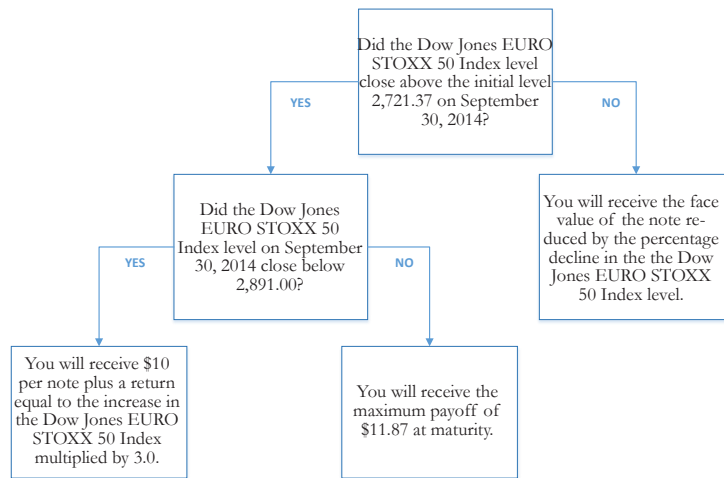 Did the Dow Jones EURO
STOXX 50 Index level
close above the initial level
2,721.37 on September
30, 2014?
YES
NO
Did the Dow Jones
EURO STOXX 50
Index level on September
30, 2014 close below
2,891.00?
You will receive the face
value of the note re-
duced by the percentage
decline in the the Dow
Jones EURO STOXX
50 Index level.
YES
NO
You will receive $10
per note plus a return
equal to the increase in
the Dow Jones EURO
STOXX 50 Index
multiplied by 3.0.
You will receive the
maximum payoff of
$11.87 at maturity.